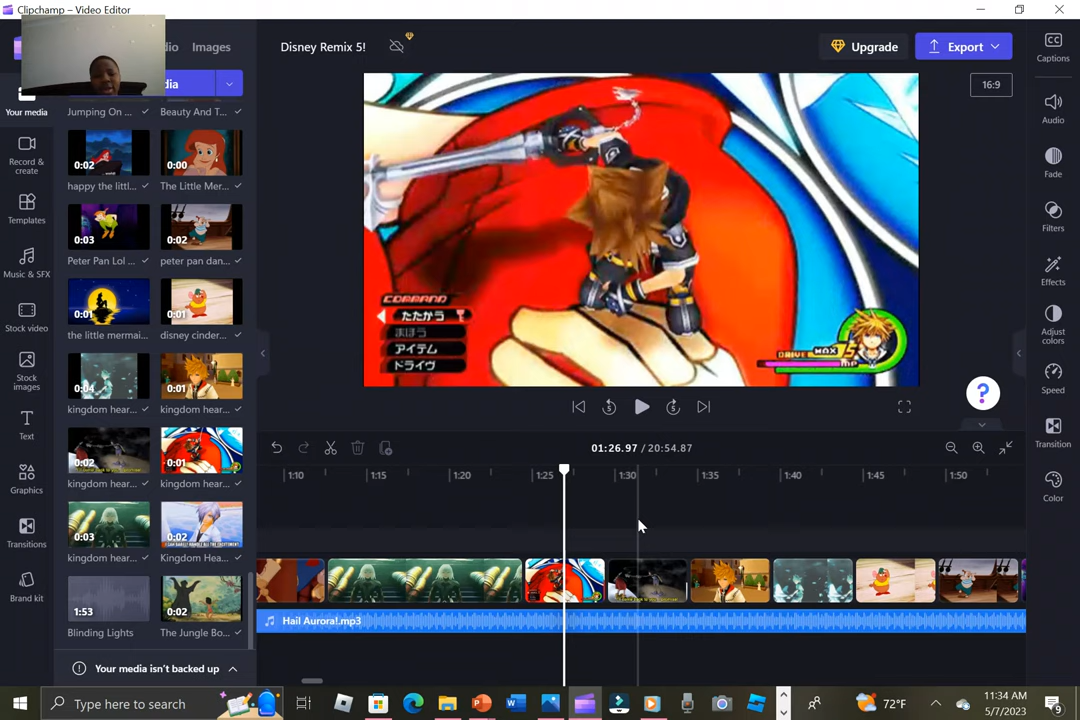 Clipchamp – Video Editor
dio
Images
Disney Remix 5!
Upgrade
Export
dia
16:9
Your media
Record & create
Templates
Music & SFX
Stock video
Stock images
Text
Graphics
Transitions
Brand kit
Jumping On ...
Beauty And T...
0:02
0:00
happy the littl...
The Little Mer...
0:03
0:02
Peter Pan Lol ...
peter pan dan...
0:01
0:01
the little mermai...
disney cinder...
0:04
0:01
kingdom hear...
kingdom hear...
0:02
0:01
kingdom hear...
kingdom hear...
0:03
0:02
kingdom hear...
Kingdom Hea...
1:53
0:02
Blinding Lights
The Jungle Bo...
Your media isn't backed up
COMMAND
たたかう
まほう
アイテム
ドライヴ
DRIVE MAX 5
MP
5
5
?
01:26.97 / 20:54.87
1:10
1:15
1:20
1:25
1:30
1:35
1:40
1:45
1:50
Hail Aurora!.mp3
CC
Captions
Audio
Fade
Filters
Effects
Adjust colors
Speed
Transition
Color
Type here to search
72°F
11:34 AM
5/7/2023
9